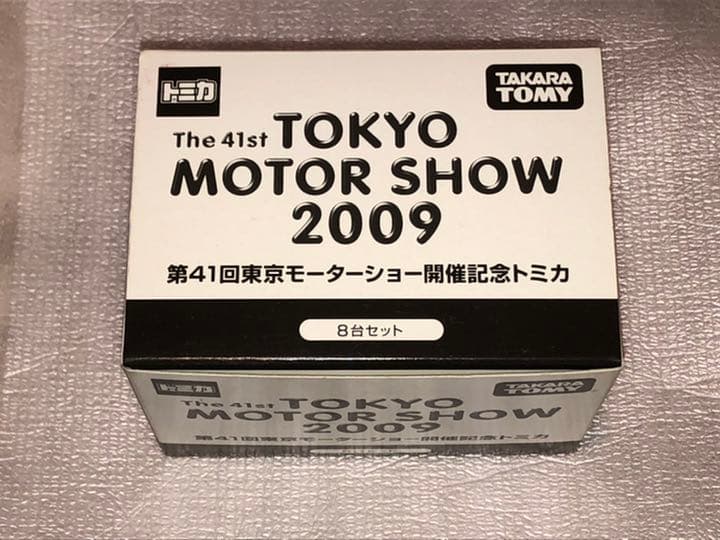 トミカ
TAKARA TOMY
The 41st TOKYO
MOTOR SHOW
2009
第41回東京モーターショー開催記念トミカ
8台セット
トミカ
TAKARA TOMY
The 41st TOKYO
MOTOR SHOW
2009
第41回東京モーターショー開催記念トミカ